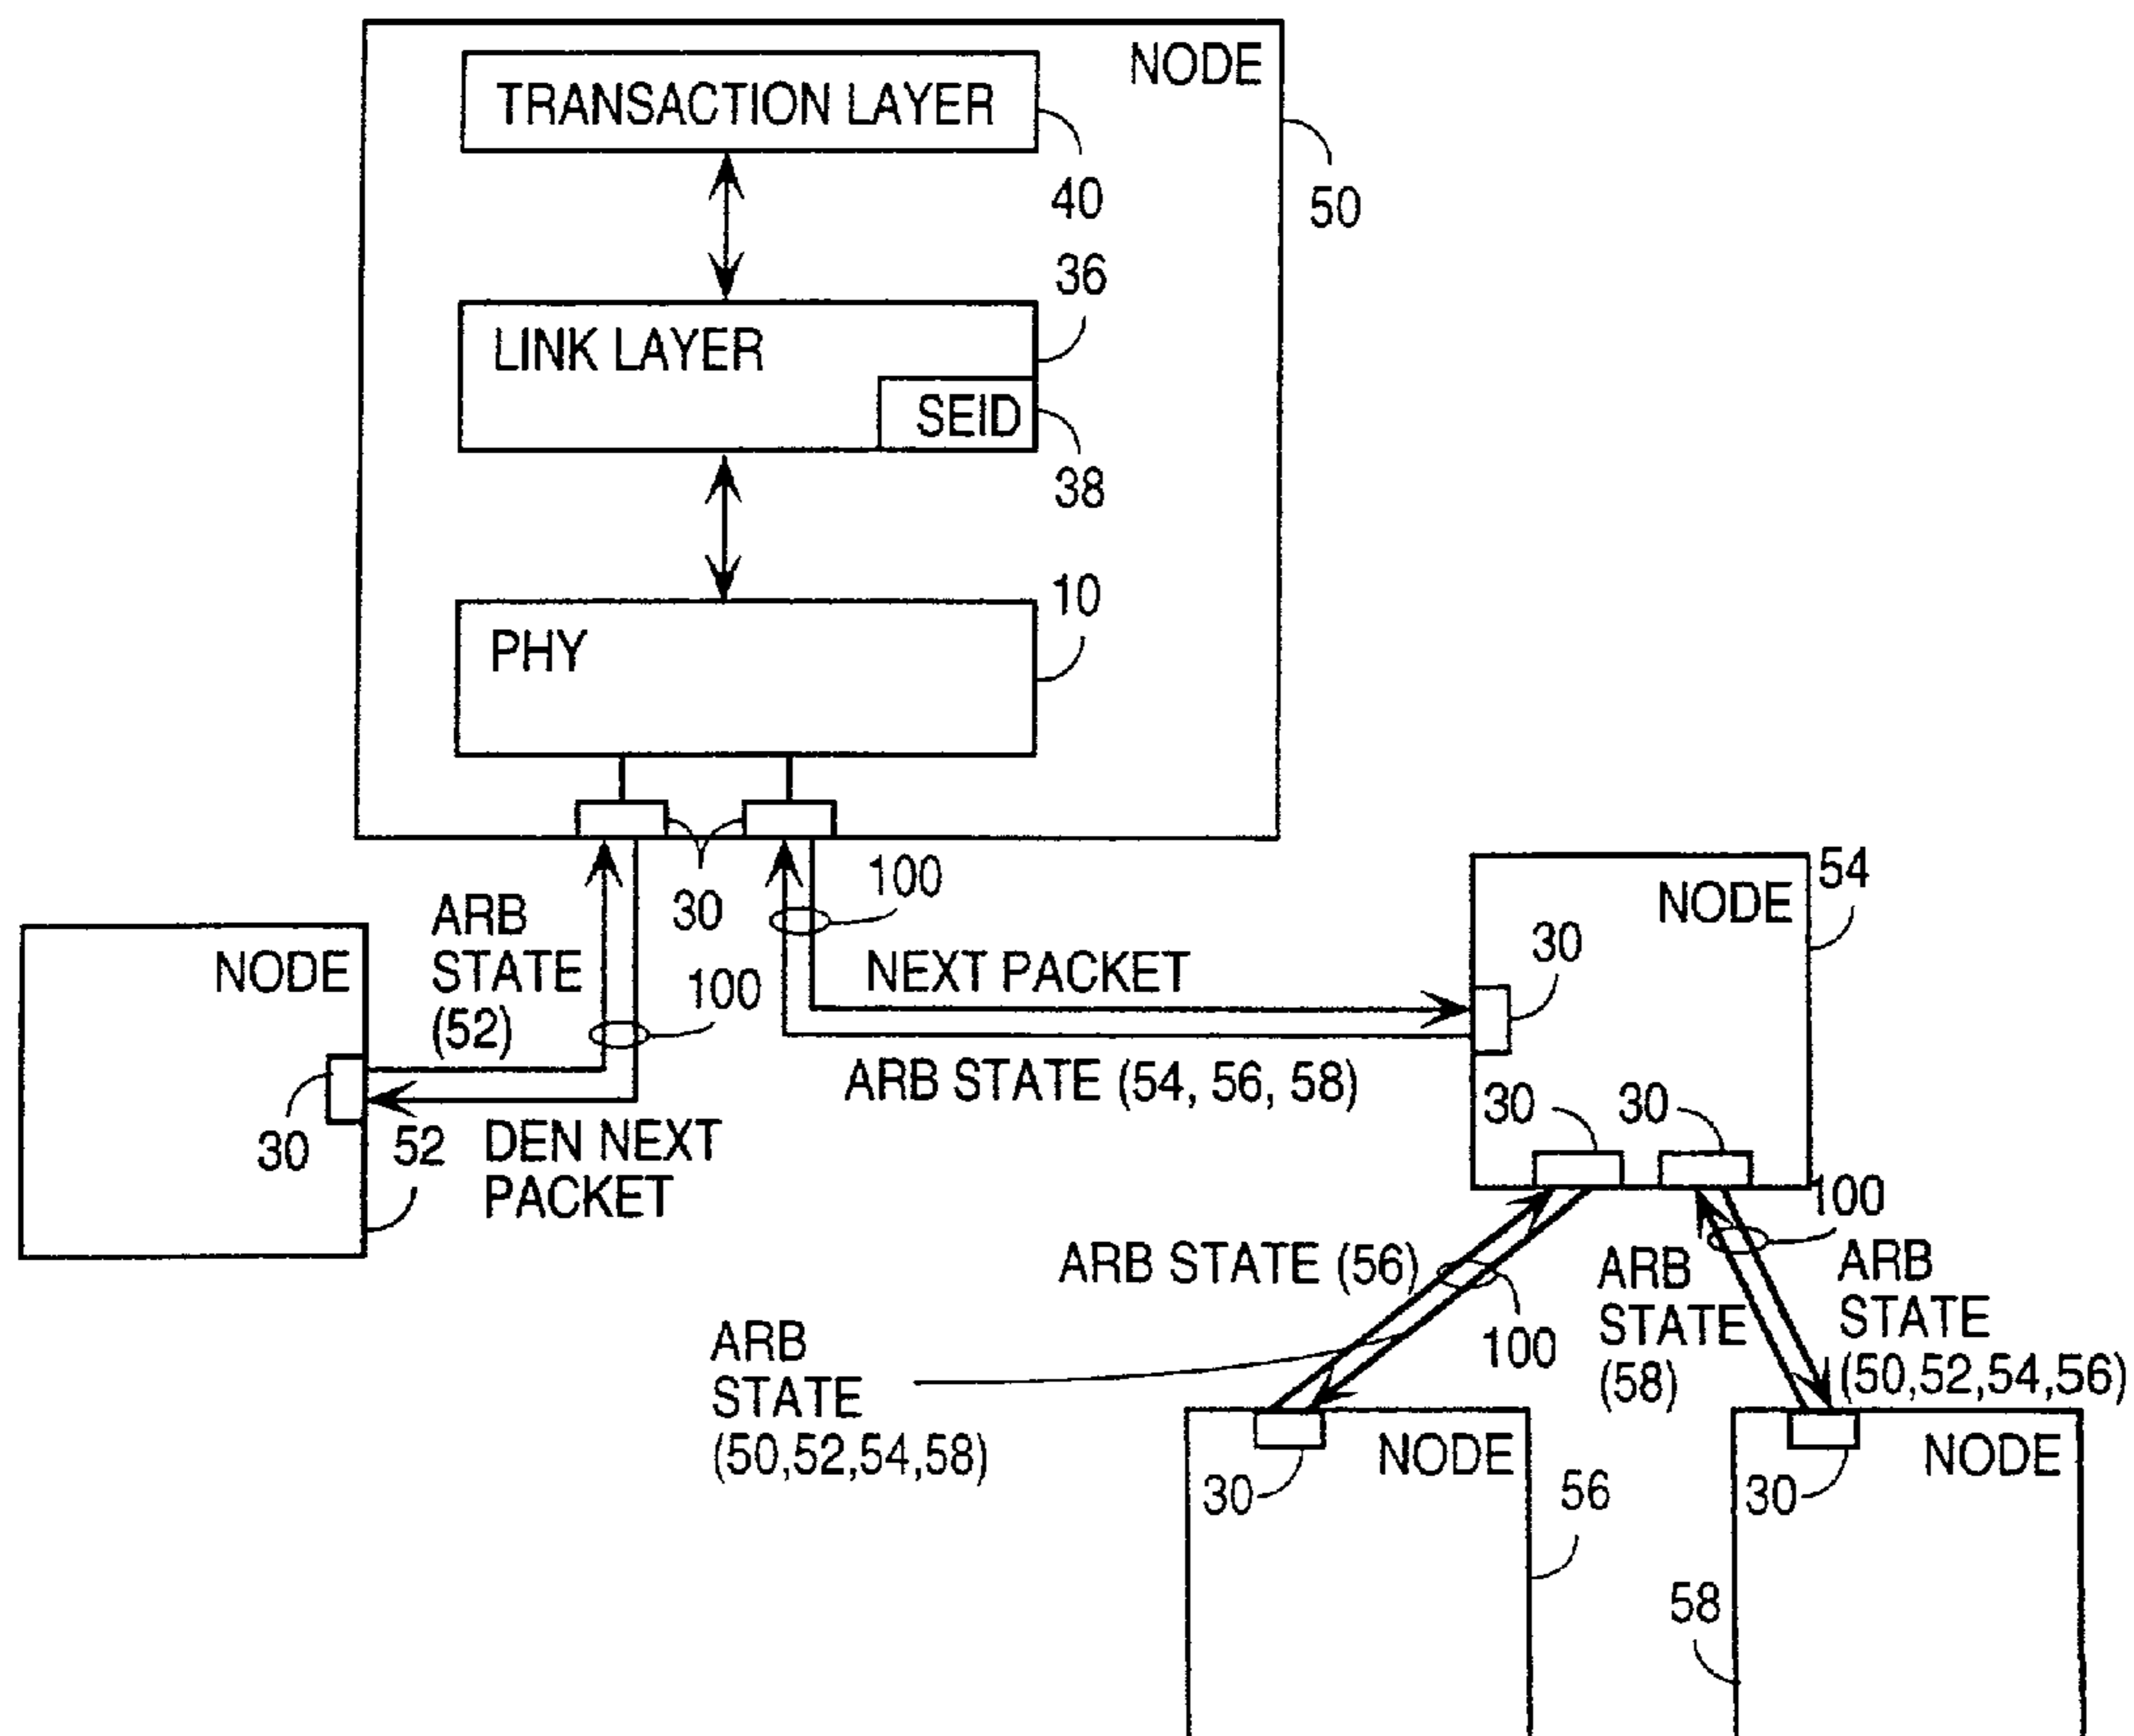 NODE
TRANSACTION LAYER
40
50
36
LINK LAYER
SEID
38
10
PHY
30
100
ARB
STATE
(52)
100
NEXT PACKET
ARB STATE (54, 56, 58)
NODE
30
52
DEN NEXT
PACKET
54
NODE
30
30
30
100
ARB STATE (56)
100
ARB
STATE
(58)
ARB
STATE
(50,52,54,56)
ARB
STATE
(50,52,54,58)
NODE
30
56
NODE
30
58